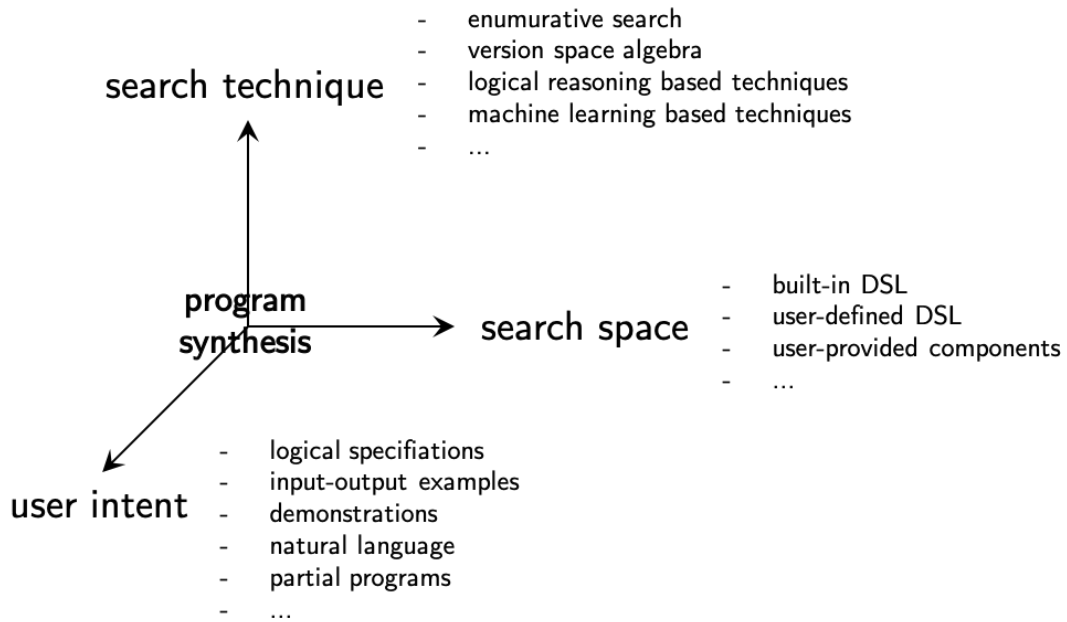 search technique
- enumurative search
- version space algebra
- logical reasoning based techniques
- machine learning based techniques
- ...
program
synthesis
search space
- built-in DSL
- user-defined DSL
- user-provided components
- ...
user intent
- logical specifiations
- input-output examples
- demonstrations
- natural language
- partial programs
- ...